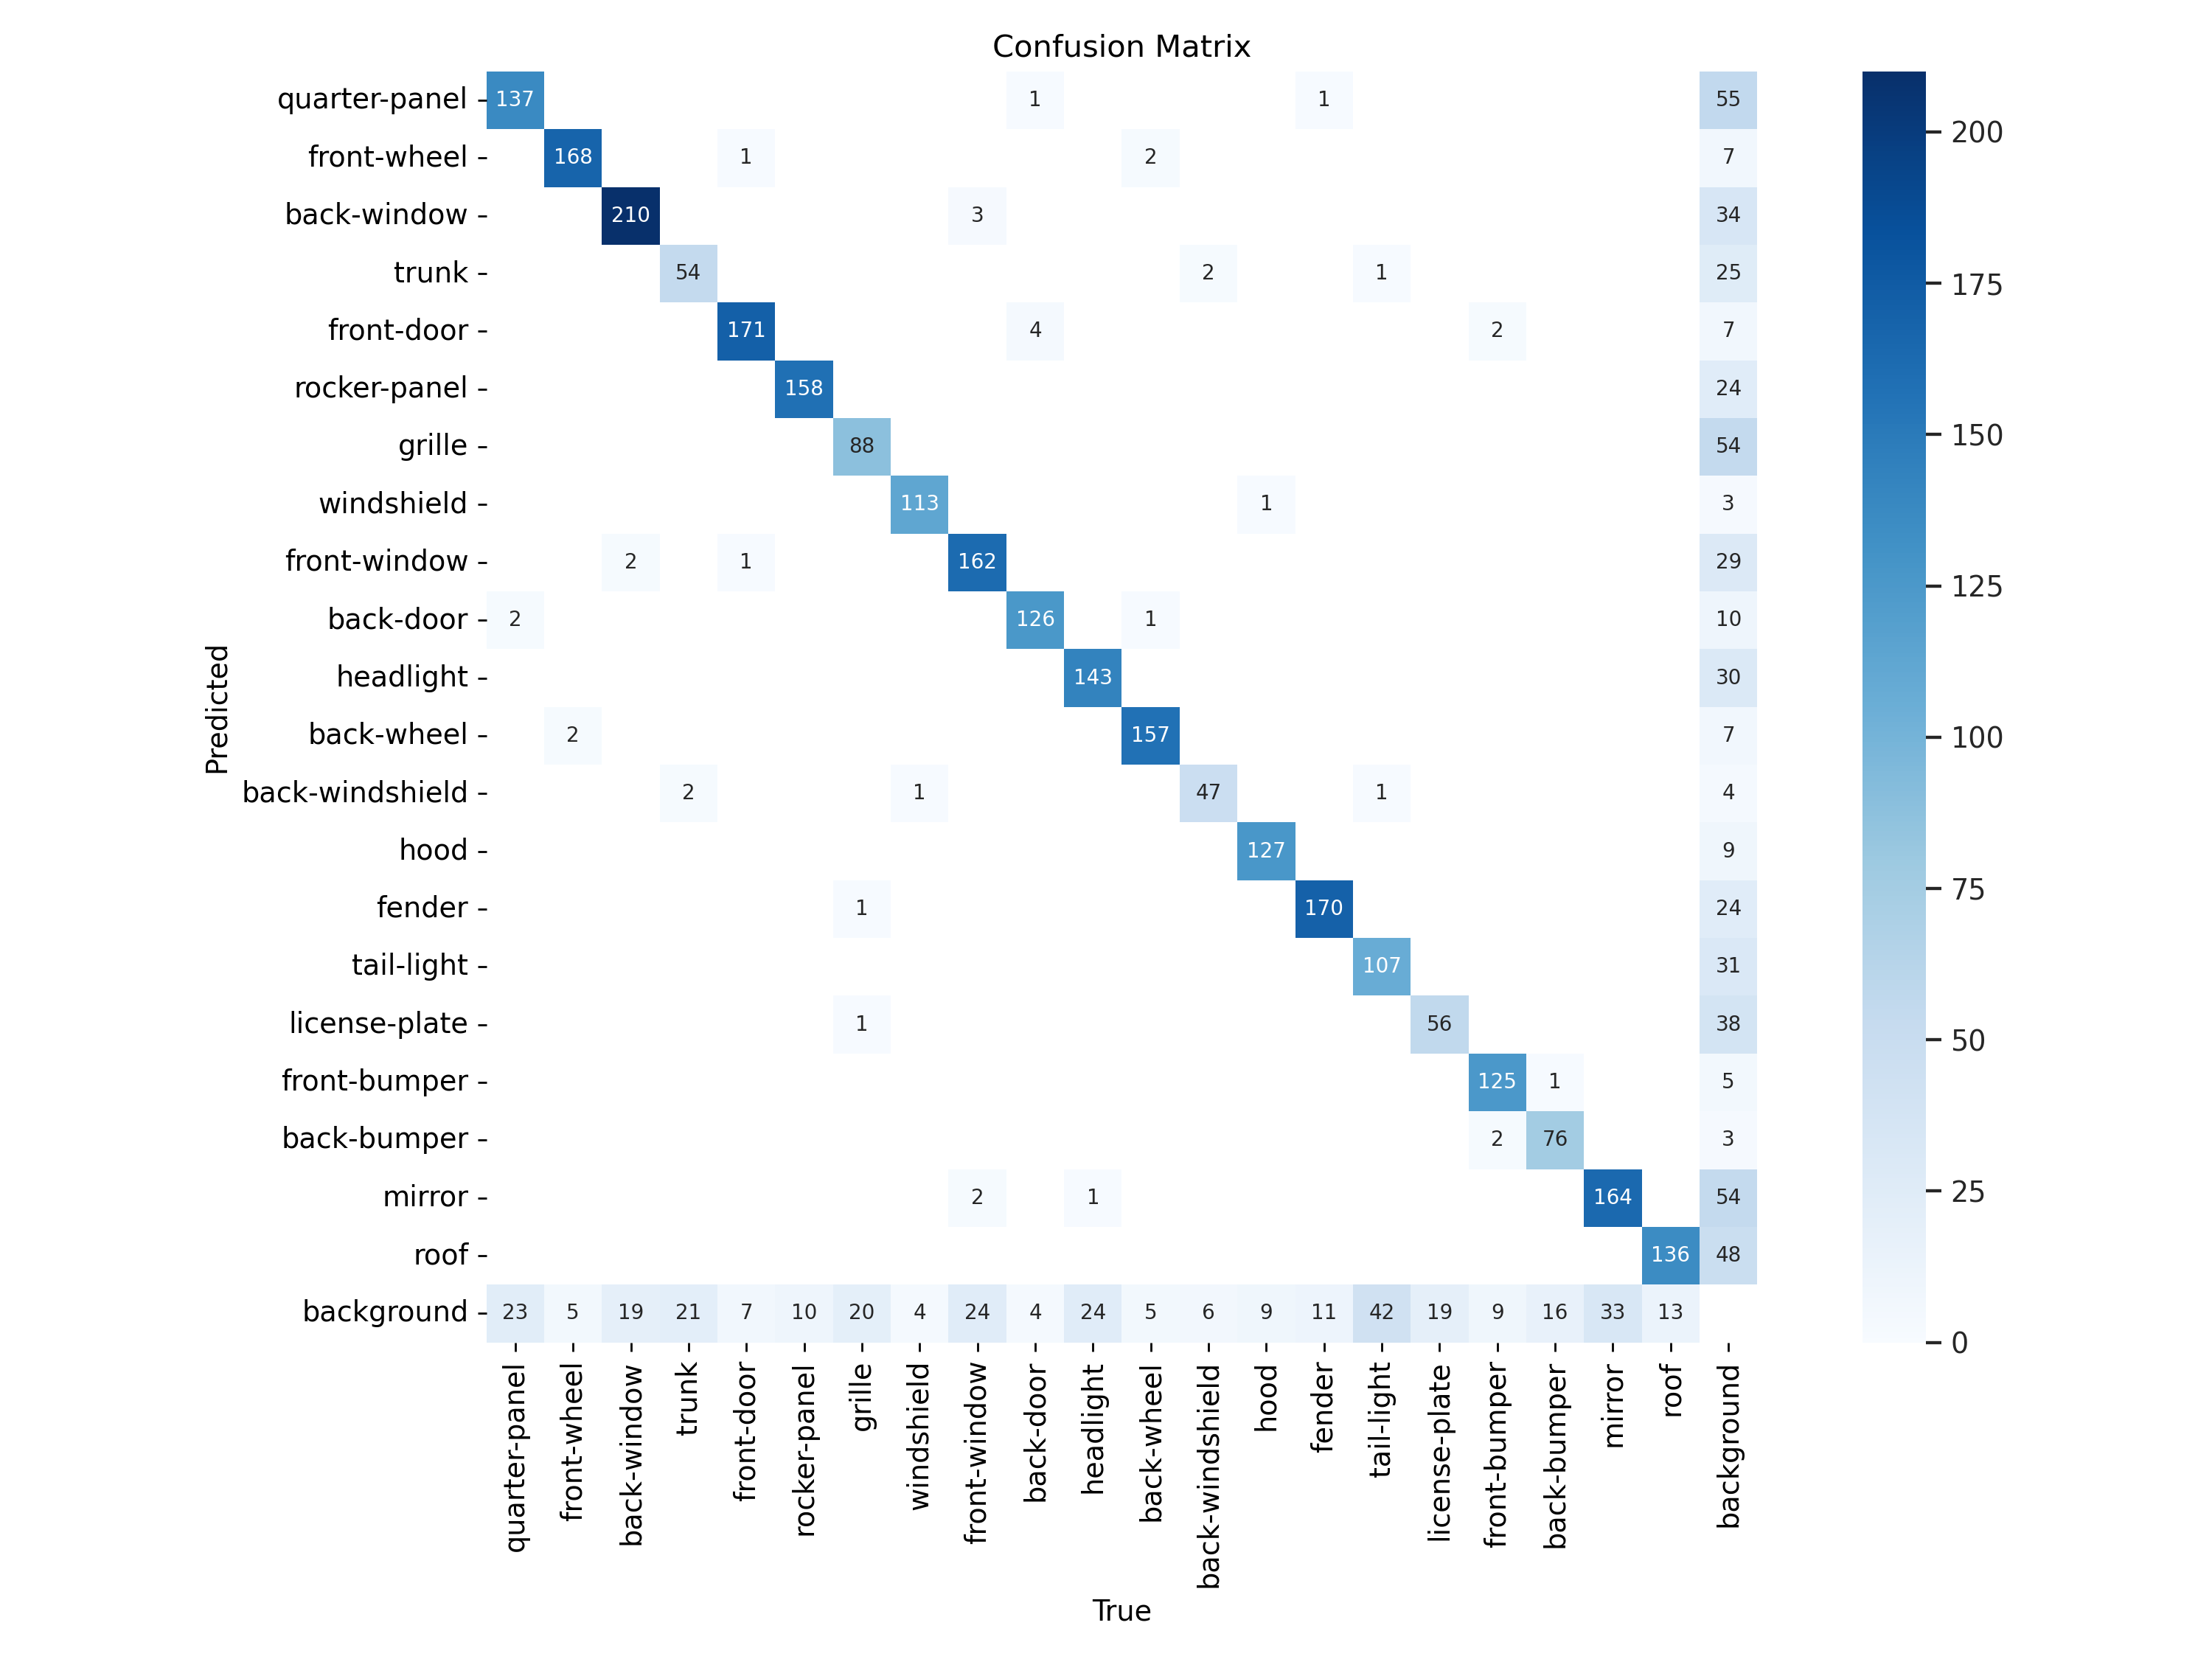 Confusion Matrix
quarter-panel 137 1 1 55
front-wheel 168 1 2 7
back-window 210 3 34
trunk 54 2 1 25
front-door 171 4 2 7
rocker-panel 158 24
grille 88 54
windshield 113 1 3
front-window 2 1 162 29
back-door 2 126 1 10
headlight 143 30
back-wheel 2 157 7
back-windshield 2 1 47 1 4
hood 127 9
fender 1 170 24
tail-light 107 31
license-plate 1 56 38
front-bumper 125 1 5
back-bumper 2 76 3
mirror 2 1 164 54
roof 136 48
background 23 5 19 21 7 10 20 4 24 4 24 5 6 9 11 42 19 9 16 33 13
Predicted
quarter-panel
front-wheel
back-window
trunk
front-door
rocker-panel
grille
windshield
front-window
back-door
headlight
back-wheel
back-windshield
hood
fender
tail-light
license-plate
front-bumper
back-bumper
mirror
roof
background
True
200
175
150
125
100
75
50
25
0